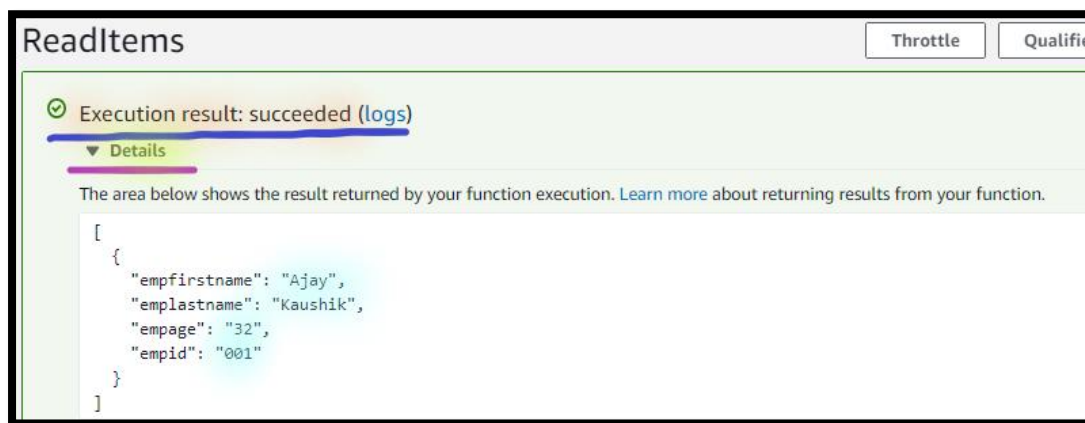 ReadItems
Throttle
Execution result: succeeded (logs)
▼ Details
The area below shows the result returned by your function execution. Learn more about returning results from your function.
[
{
"empfirstname": "Ajay",
"emplastname": "Kaushik",
"empage": "32",
"empid": "001"
}
]